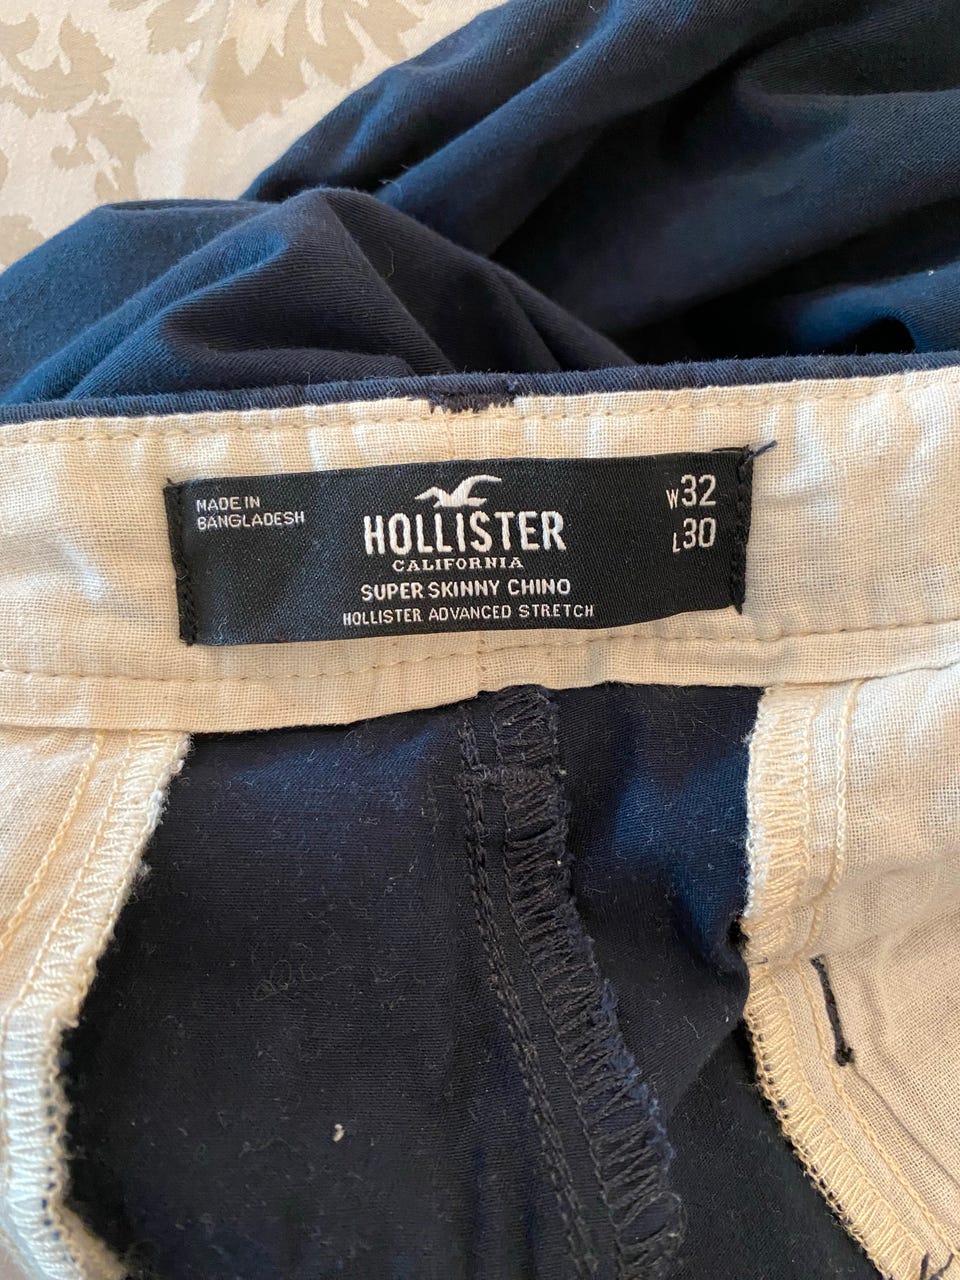 MADE IN
BANGLADESH
HOLLISTER
CALIFORNIA
SUPER SKINNY CHINO
HOLLISTER ADVANCED STRETCH
W32
L30